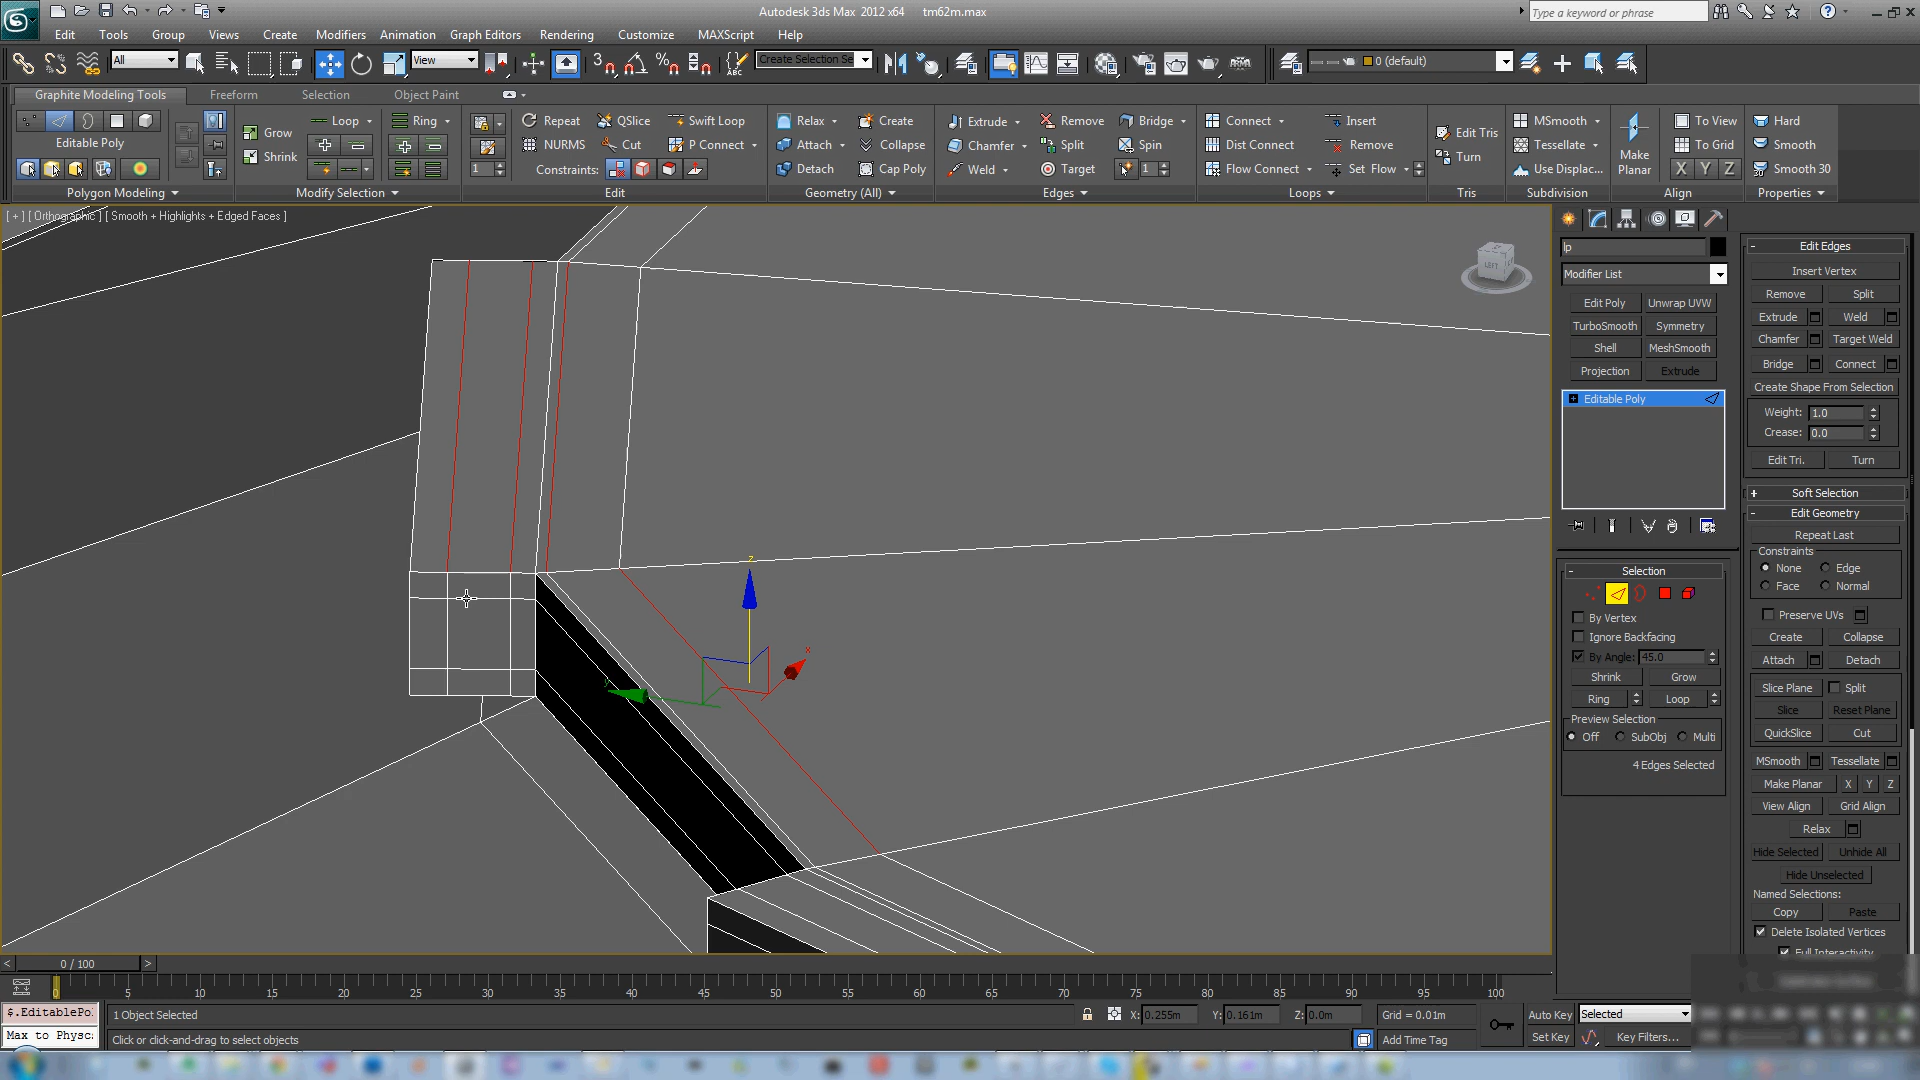 Autodesk 3ds Max 2012 x64 tm62m.max
Type a keyword or phrase
Edit Tools Group Views Create Modifiers Animation Graph Editors Rendering Customize MAXScript Help
All View Create Selection Se 0 (default)
Graphite Modeling Tools Freeform Selection Object Paint
Loop Ring Repeat QSlice Swift Loop Relax Create Extrude Remove Bridge Connect Insert MSmooth To View Hard
Grow Edit Tris
Edit Poly NURMS Cut P Connect Attach Collapse Chamfer Split Spin Dist Connect Remove Tessellate Make Planar To Grid Smooth
Shrink Turn
Constraints: 1 Detach Cap Poly Weld Target 1 Flow Connect Set Flow Use Displac... X Y Z Smooth 30
Polygon Modeling Modify Selection Edit Geometry (All) Edges Loops Tris Subdivision Align Properties
[ + ] [ Orthographic ] [ Smooth + Highlights + Edged Faces ]
LEFT
z
x
y
lp
Modifier List
Edit Poly Unwrap UVW
TurboSmooth Symmetry
Shell MeshSmooth
Projection Extrude
Editable Poly
- Selection
By Vertex
Ignore Backfacing
By Angle: 45.0
Shrink Grow
Ring Loop
Preview Selection
Off SubObj Multi
4 Edges Selected
- Edit Edges
Insert Vertex
Remove Split
Extrude Weld
Chamfer Target Weld
Bridge Connect
Create Shape From Selection
Weight: 1.0
Crease: 0.0
Edit Tri. Turn
+ Soft Selection
- Edit Geometry
Repeat Last
Constraints
None Edge
Face Normal
Preserve UVs
Create Collapse
Attach Detach
Slice Plane Split
Slice Reset Plane
QuickSlice Cut
MSmooth Tessellate
Make Planar X Y Z
View Align Grid Align
Relax
Hide Selected Unhide All
Hide Unselected
Named Selections:
Copy Paste
Delete Isolated Vertices
Full Interactivity
< 0 / 100 >
0 5 10 15 20 25 30 35 40 45 50 55 60 65 70 75 80 85 90 95 100
$.EditablePo 1 Object Selected X: 0.255m Y: 0.161m Z: 0.0m Grid = 0.01m Auto Key Selected
Max to Physc: Click or click-and-drag to select objects Add Time Tag Set Key Key Filters...